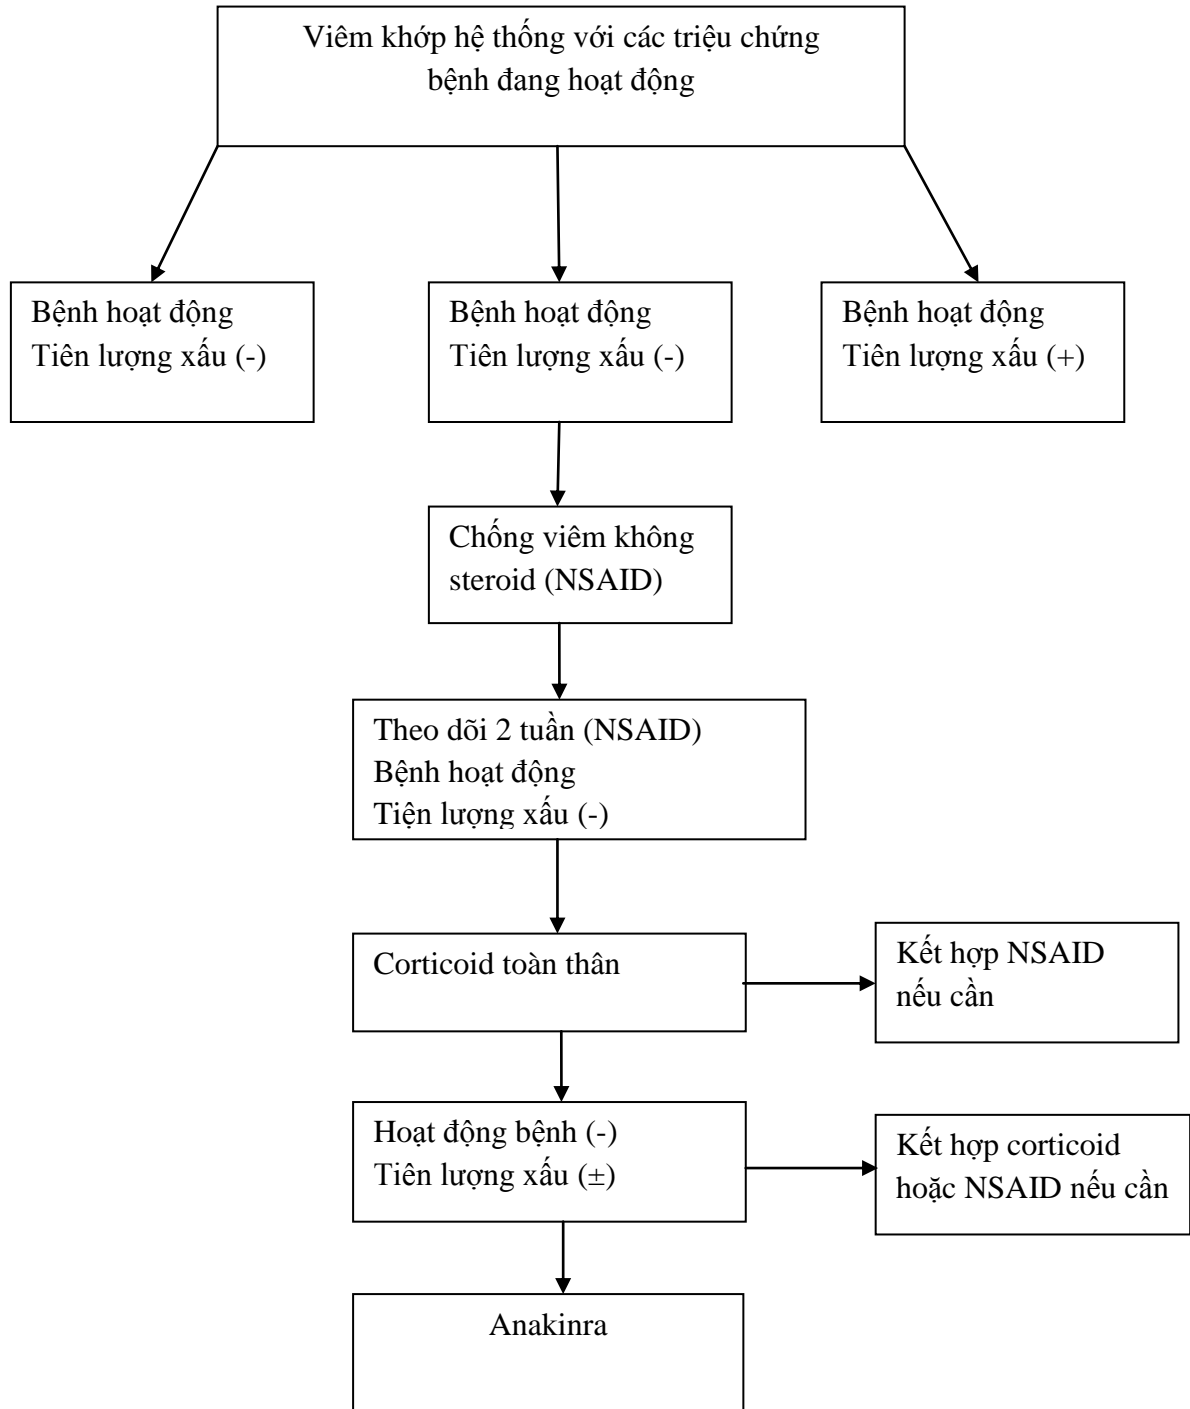 Viêm khớp hệ thống với các triệu chứng
bệnh đang hoạt động
Bệnh hoạt động
Tiên lượng xấu (-)
Bệnh hoạt động
Tiên lượng xấu (-)
Bệnh hoạt động
Tiên lượng xấu (+)
Chống viêm không
steroid (NSAID)
Theo dõi 2 tuần (NSAID)
Bệnh hoạt động
Tiện lượng xấu (-)
Corticoid toàn thân
Kết hợp NSAID
nếu cần
Hoạt động bệnh (-)
Tiên lượng xấu (±)
Kết hợp corticoid
hoặc NSAID nếu cần
Anakinra